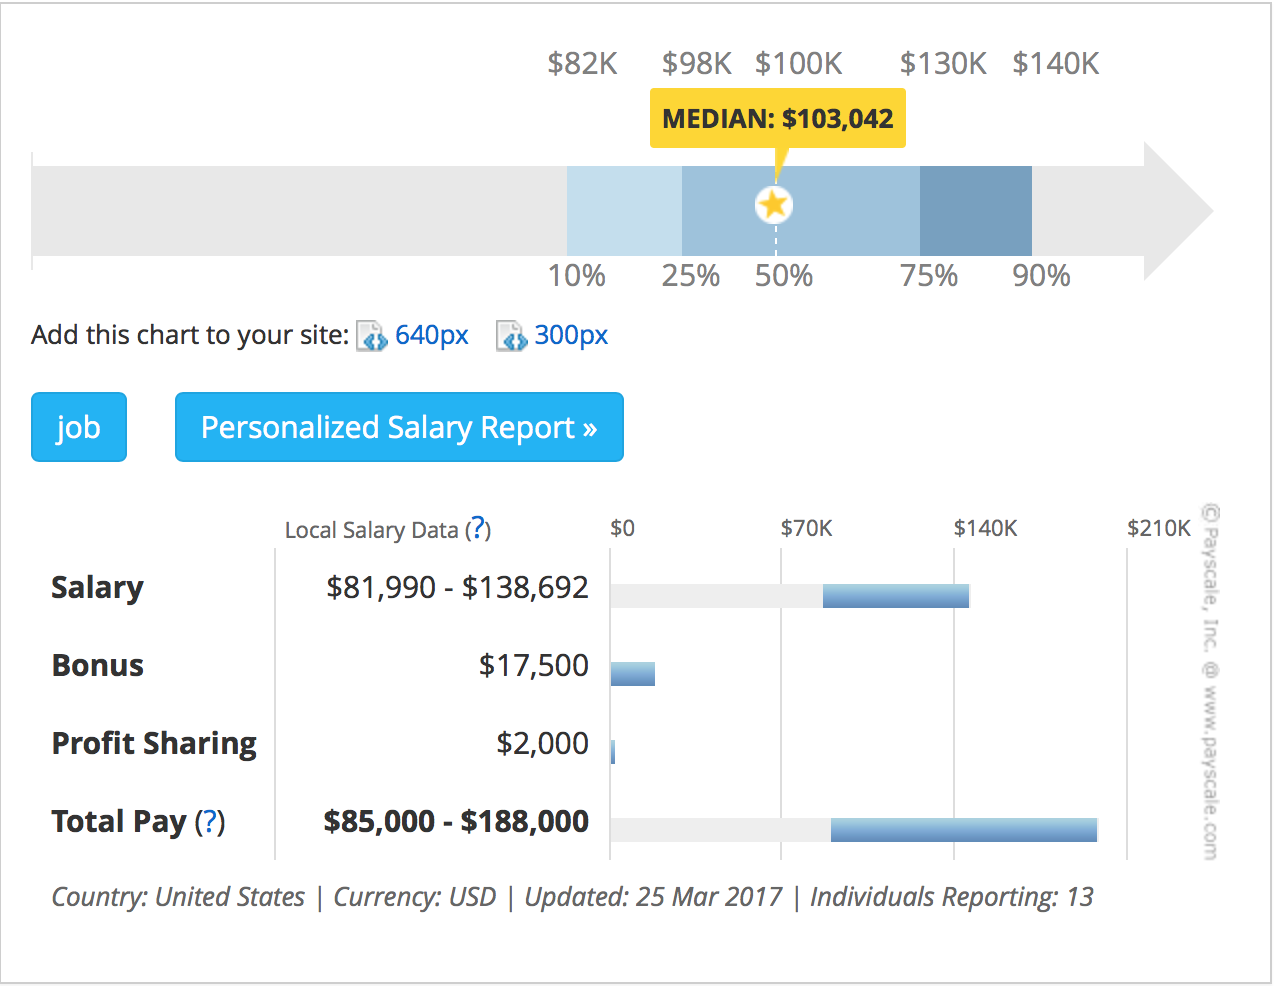 $82K $98K $100K $130K $140K
MEDIAN: $103,042
10% 25% 50% 75% 90%
Add this chart to your site: 640px 300px
job Personalized Salary Report »
Local Salary Data (?) $0 $70K $140K $210K
Salary $81,990 - $138,692
Bonus $17,500
Profit Sharing $2,000
Total Pay (?) $85,000 - $188,000
Country: United States | Currency: USD | Updated: 25 Mar 2017 | Individuals Reporting: 13
© Payscale, Inc. @ www.payscale.com